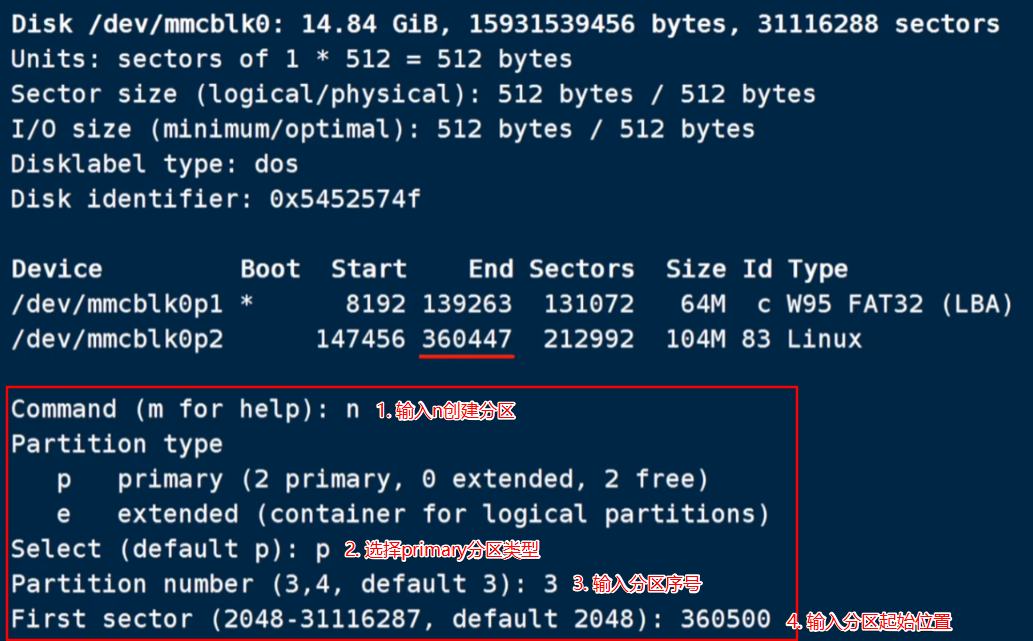 Disk /dev/mmcblk0: 14.84 GiB, 15931539456 bytes, 31116288 sectors
Units: sectors of 1 * 512 = 512 bytes
Sector size (logical/physical): 512 bytes / 512 bytes
I/O size (minimum/optimal): 512 bytes / 512 bytes
Disklabel type: dos
Disk identifier: 0x5452574f
Device Boot Start End Sectors Size Id Type
/dev/mmcblk0p1 * 8192 139263 131072 64M c W95 FAT32 (LBA)
/dev/mmcblk0p2 147456 360447 212992 104M 83 Linux
Command (m for help): n 1. 输入n创建分区
Partition type
p primary (2 primary, 0 extended, 2 free)
e extended (container for logical partitions)
Select (default p): p 2. 选择primary分区类型
Partition number (3,4, default 3): 3 3. 输入分区序号
First sector (2048-31116287, default 2048): 360500 4. 输入分区起始位置